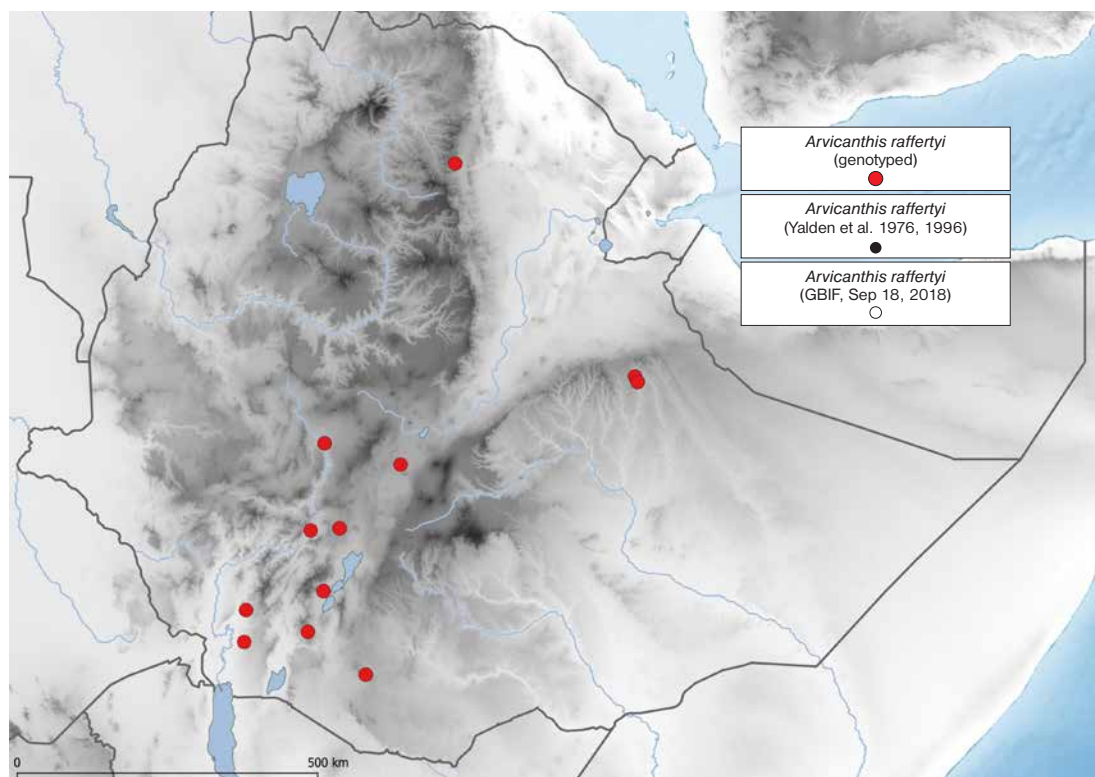 Arvicanthis raffertyi
(genotyped)
Arvicanthis raffertyi
(Yalden et al. 1976, 1996)
Arvicanthis raffertyi
(GBIF, Sep 18, 2018)
0
500 km